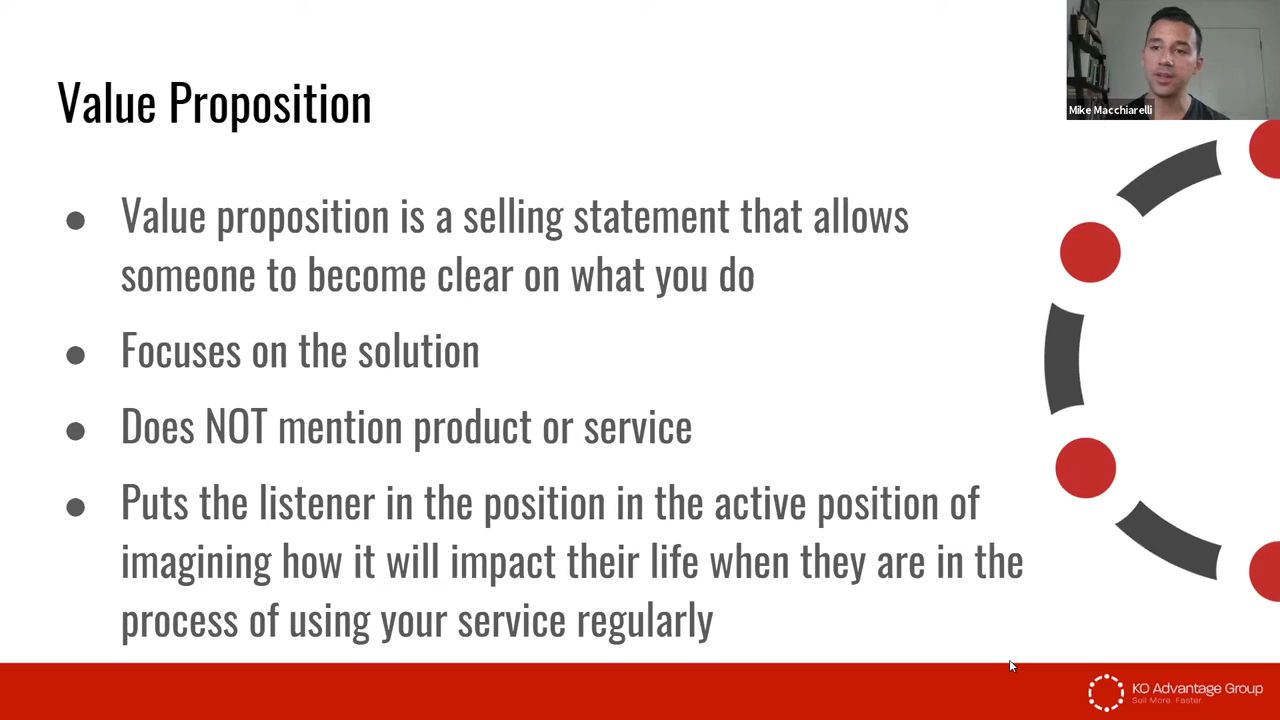 Mike Macchiarelli
Value Proposition
● Value proposition is a selling statement that allows
someone to become clear on what you do
● Focuses on the solution
● Does NOT mention product or service
● Puts the listener in the position in the active position of
imagining how it will impact their life when they are in the
process of using your service regularly
KO Advantage Group
Sell More. Faster.